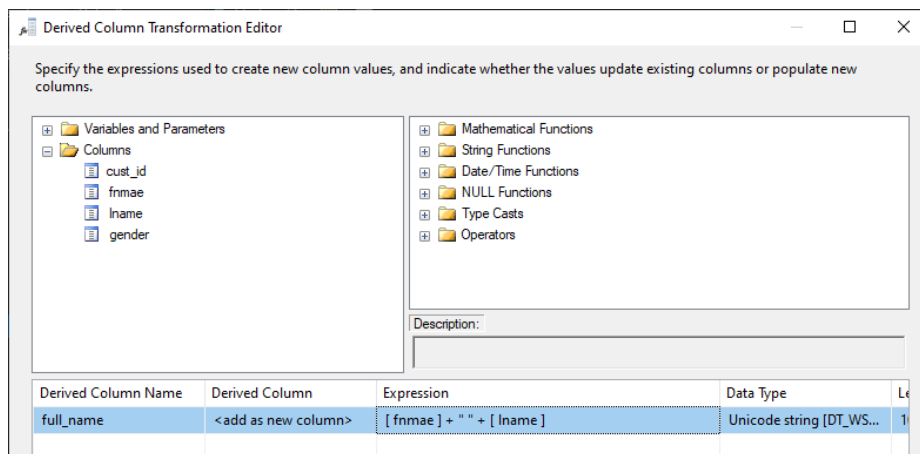 Derived Column Transformation Editor
Specify the expressions used to create new column values, and indicate whether the values update existing columns or populate new
columns.
Variables and Parameters
Columns
cust_id
fnmae
lname
gender
Mathematical Functions
String Functions
Date/Time Functions
NULL Functions
Type Casts
Operators
Description:
Derived Column Name Derived Column Expression Data Type
full_name <add as new column> [ fnmae ] + " " + [ lname ] Unicode string [DT_WS...